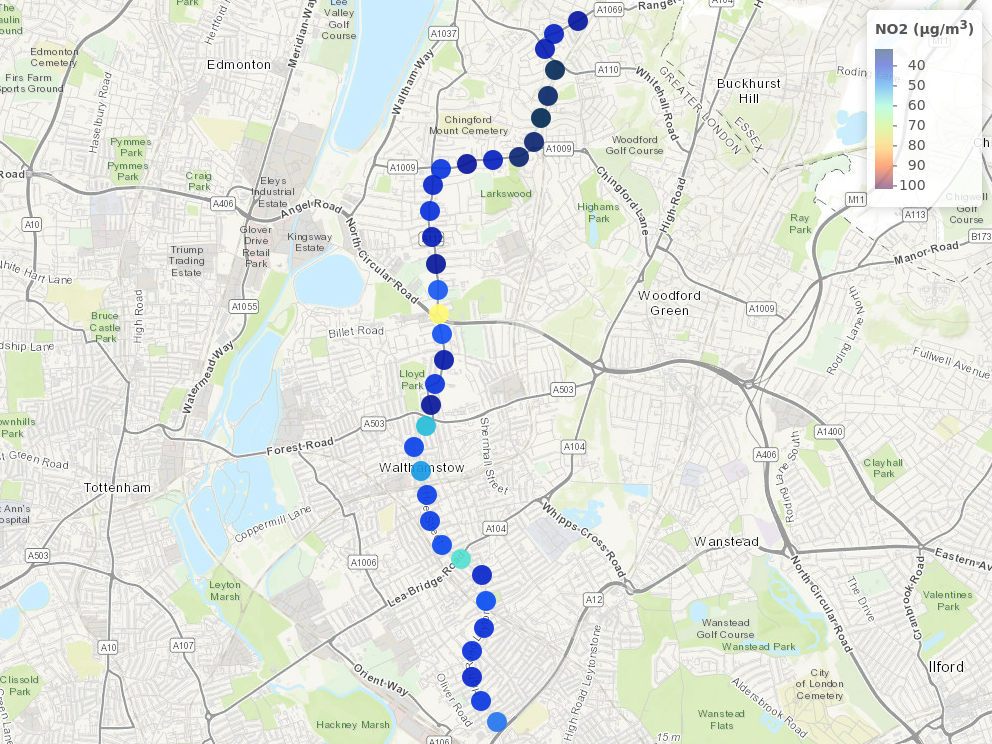 Park
Hertford
Meridian-Way
Lee
Valley
Golf
Course
A1037
A1069
Ranger
A104
NO2 (µg/m³)
40
50
60
70
80
90
100
Edmonton
Cemetery
Edmonton
Firs Farm
Sports Ground
Haselbury Road
Waltham-Way
A110
Whitehall-Road
Buckhurst
Hill
GREATER LONDON
ESSEX
M11
Chingford
Mount Cemetery
A1009
Woodford
Golf Course
Pymmes
Park
Pymmes
Park
Craig
Park
Eleys
Industrial
Estate
A1009
Larkswood
Chingford Lane
High-Road
A406
Angel-Road
Road
A10
Glover
Drive
Retail
Park
Kingsway
Estate
Triumph
Trading
Estate
North-Circular-Road
Highams
Park
Ray
Park
M11
A113
Chigwell
Golf
Course
B173
Manor-Road
White Hart Lane
High Road
A1055
Bruce
Castle
Park
Billet Road
Woodford
Green
A1009
Roding Lane North
Fullwell Avenue
Watermead-Way
Lloyd
Park
A503
A503
Shernhall Street
Forest-Road
A104
A406
A1400
Roding Lane South
Clayhall
Park
Park
Green Road
Tottenham
Walthamstow
Coppermill Lane
A104
Whipps-Cross-Road
Wanstead
A503
A1006
Lea-Bridge-Road
Leyton
Marsh
A12
North-Circular-Road
The Drive
Cranbrook-Road
Valentines
Park
Wanstead
Golf Course
Wanstead Park
A10
A107
Clissold
Park
Orient-Way
Oliver Road
High Road Leytonstone
City
of London
Cemetery
Ilford
Aldersbrook Road
Wanstead
Flats
Hackney Marsh
A106
15 m